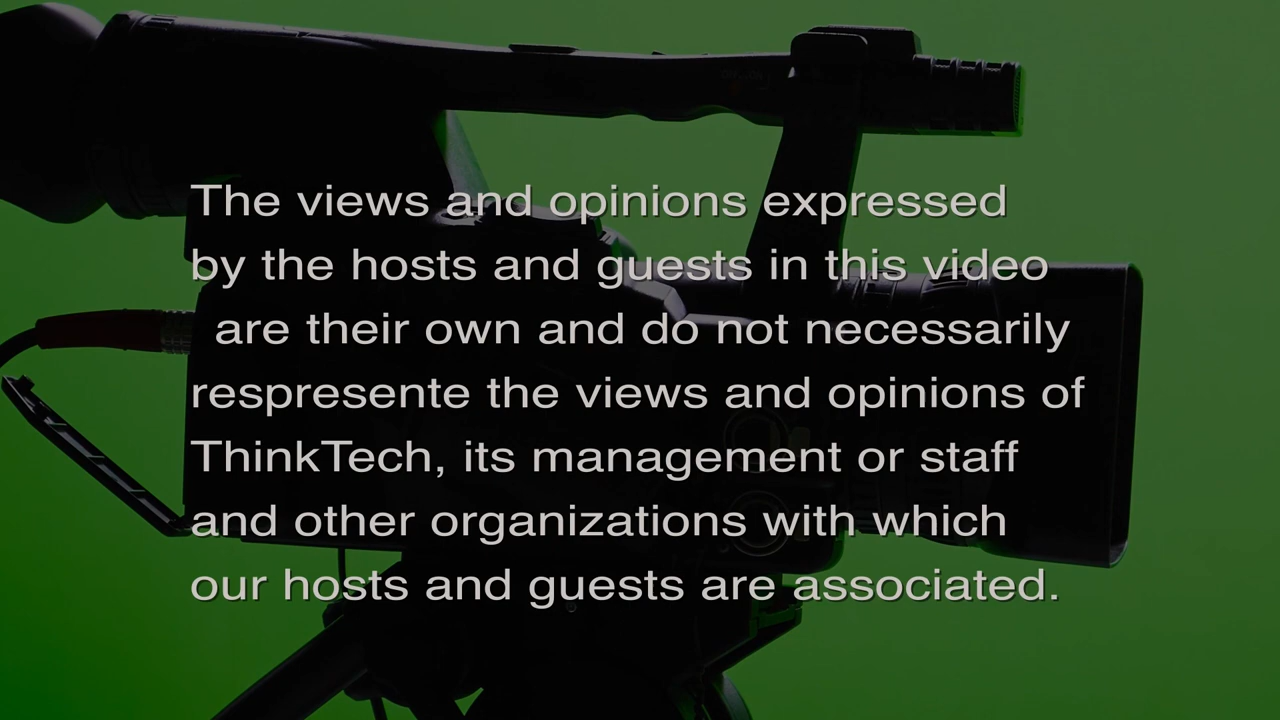 The views and opinions expressed
by the hosts and guests in this video
are their own and do not necessarily
respresente the views and opinions of
ThinkTech, its management or staff
and other organizations with which
our hosts and guests are associated.